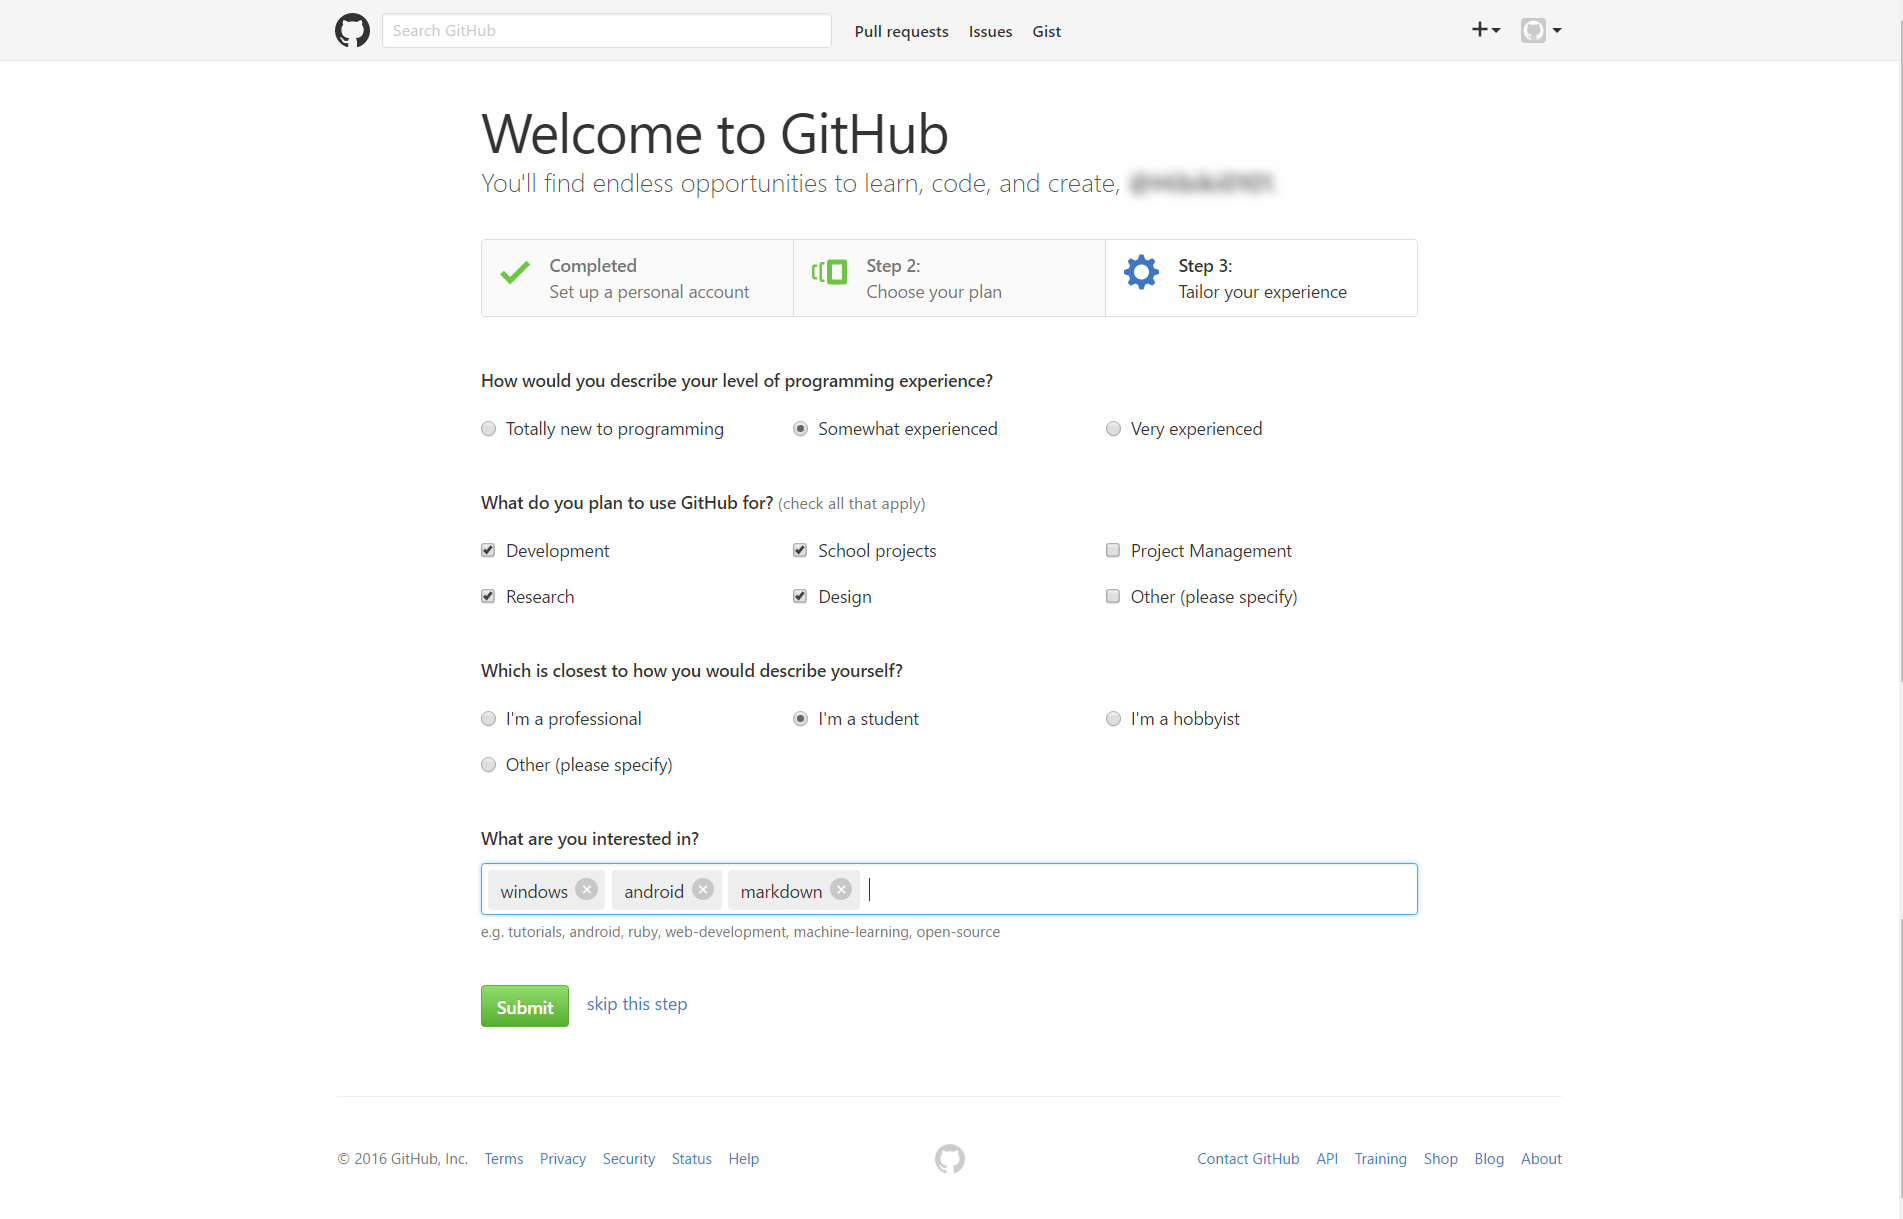 Search GitHub
Pull requests
Issues
Gist
Welcome to GitHub
You'll find endless opportunities to learn, code, and create,
Completed
Set up a personal account
Step 2:
Choose your plan
Step 3:
Tailor your experience
How would you describe your level of programming experience?
Totally new to programming
Somewhat experienced
Very experienced
What do you plan to use GitHub for? (check all that apply)
Development
School projects
Project Management
Research
Design
Other (please specify)
Which is closest to how you would describe yourself?
I'm a professional
I'm a student
I'm a hobbyist
Other (please specify)
What are you interested in?
windows
android
markdown
e.g. tutorials, android, ruby, web-development, machine-learning, open-source
Submit
skip this step
© 2016 GitHub, Inc.
Terms
Privacy
Security
Status
Help
Contact GitHub
API
Training
Shop
Blog
About